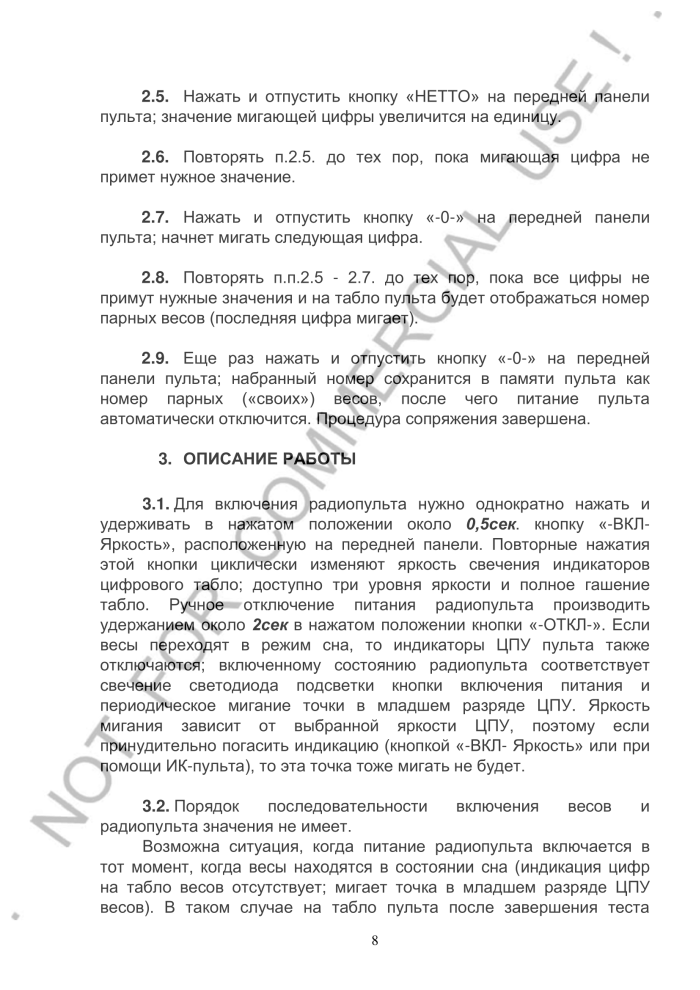 2.5. Нажать и отпустить кнопку «НЕТТО» на передней панели
пульта; значение мигающей цифры увеличится на единицу.
2.6. Повторять п.2.5. до тех пор, пока мигающая цифра не
примет нужное значение.
2.7. Нажать и отпустить кнопку «-0-» на передней панели
пульта; начнет мигать следующая цифра.
2.8. Повторять п.п.2.5 - 2.7. до тех пор, пока все цифры не
примут нужные значения и на табло пульта будет отображаться номер
парных весов (последняя цифра мигает).
2.9. Еще раз нажать и отпустить кнопку «-0-» на передней
панели пульта; набранный номер сохранится в памяти пульта как
номер парных («своих») весов, после чего питание пульта
автоматически отключится. Процедура сопряжения завершена.
3. ОПИСАНИЕ РАБОТЫ
3.1. Для включения радиопульта нужно однократно нажать и
удерживать в нажатом положении около 0,5сек. кнопку «-ВКЛ-
Яркость», расположенную на передней панели. Повторные нажатия
этой кнопки циклически изменяют яркость свечения индикаторов
цифрового табло; доступно три уровня яркости и полное гашение
табло. Ручное отключение питания радиопульта производить
удержанием около 2сек в нажатом положении кнопки «-ОТКЛ-». Если
весы переходят в режим сна, то индикаторы ЦПУ пульта также
отключаются; включенному состоянию радиопульта соответствует
свечение светодиода подсветки кнопки включения питания и
периодическое мигание точки в младшем разряде ЦПУ. Яркость
мигания зависит от выбранной яркости ЦПУ, поэтому если
принудительно погасить индикацию (кнопкой «-ВКЛ- Яркость» или при
помощи ИК-пульта), то эта точка тоже мигать не будет.
3.2. Порядок последовательности включения весов и
радиопульта значения не имеет.
Возможна ситуация, когда питание радиопульта включается в
тот момент, когда весы находятся в состоянии сна (индикация цифр
на табло весов отсутствует; мигает точка в младшем разряде ЦПУ
весов). В таком случае на табло пульта после завершения теста
8
NOT FOR COMMERCIAL USE !